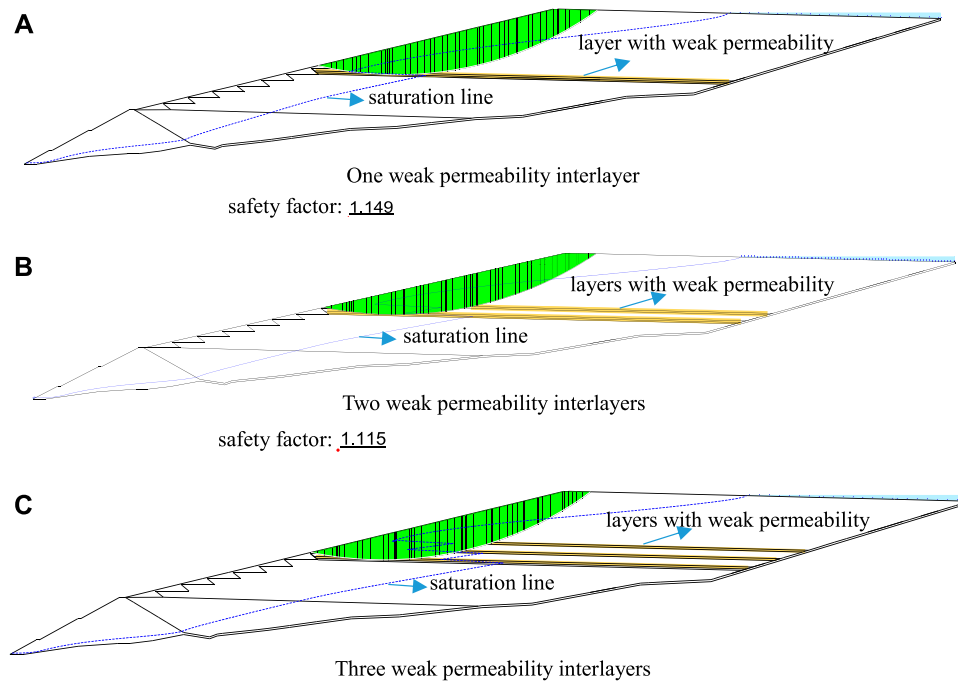 A
layer with weak permeability
saturation line
One weak permeability interlayer
safety factor: 1.149
B
layers with weak permeability
saturation line
Two weak permeability interlayers
safety factor: 1.115
C
layers with weak permeability
saturation line
Three weak permeability interlayers